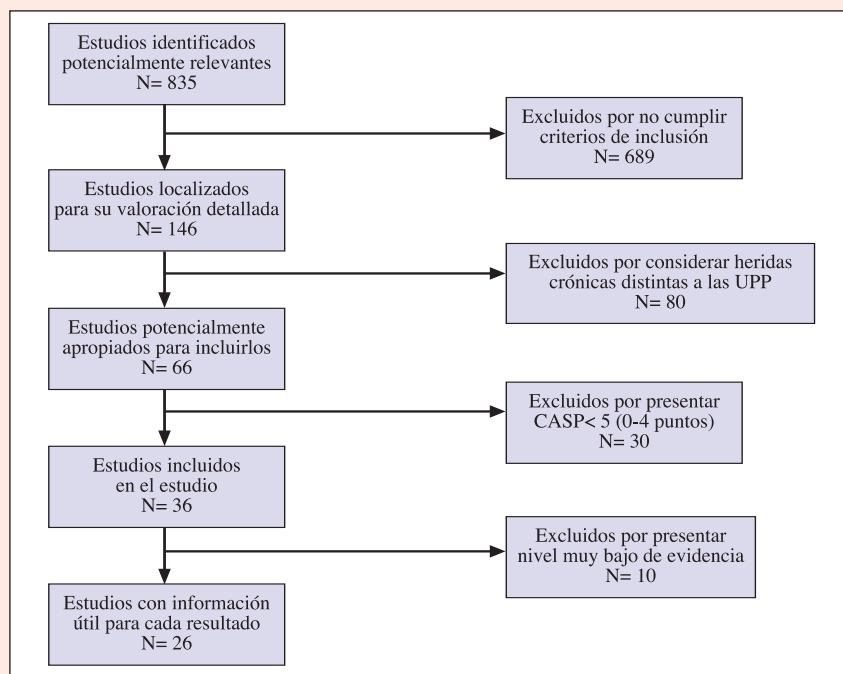 Estudios identificados
potencialmente relevantes
N= 835
Excluidos por no cumplir
criterios de inclusión
N= 689
Estudios localizados
para su valoración detallada
N= 146
Excluidos por considerar heridas
crónicas distintas a las UPP
N= 80
Estudios potencialmente
apropiados para incluirlos
N= 66
Excluidos por presentar
CASP< 5 (0-4 puntos)
N= 30
Estudios incluidos
en el estudio
N= 36
Excluidos por presentar
nivel muy bajo de evidencia
N= 10
Estudios con información
útil para cada resultado
N= 26